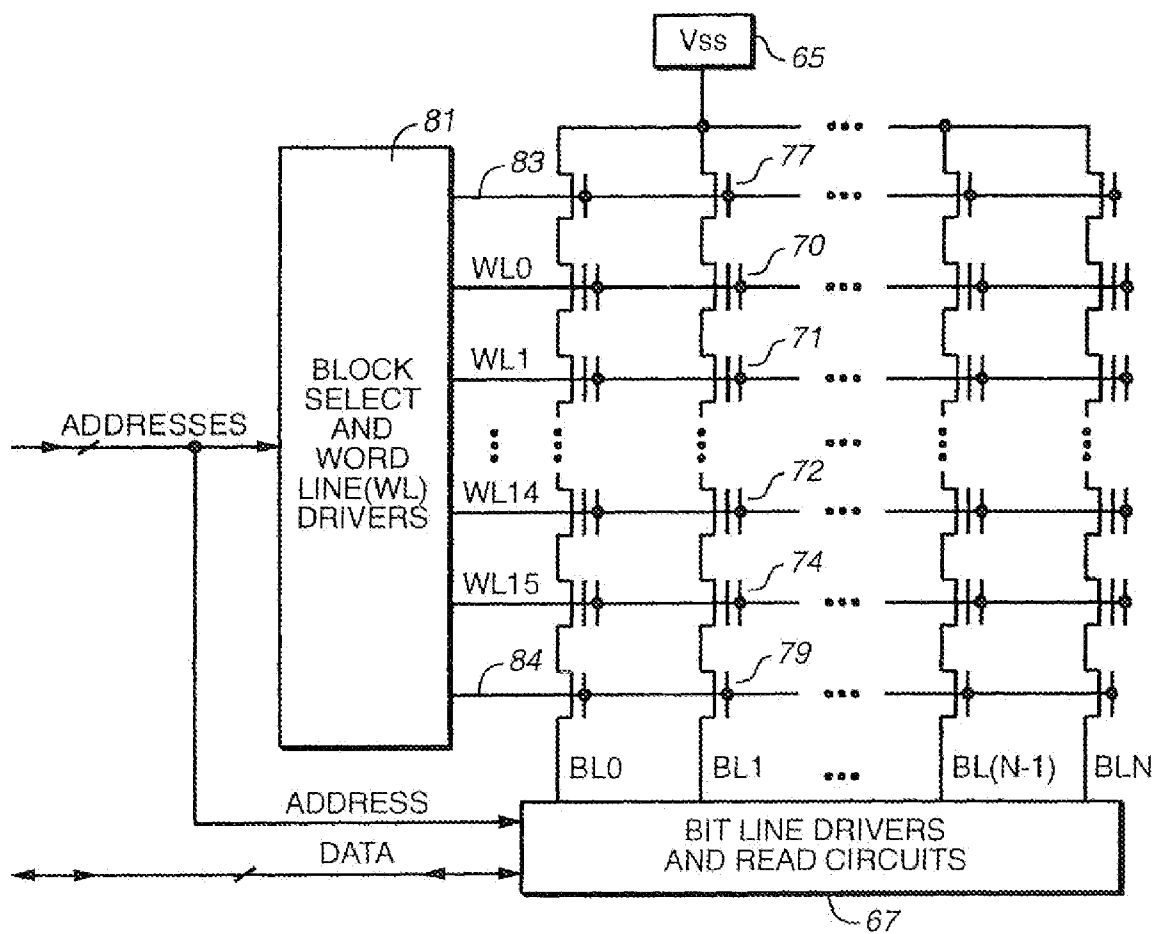 Vss
65
81
83
77
WL0
70
WL1
71
BLOCK
SELECT
AND
WORD
LINE(WL)
DRIVERS
ADDRESSES
•••
•••
WL14
72
WL15
74
84
79
BL0
BL1
•••
BL(N-1)
BLN
ADDRESS
DATA
BIT LINE DRIVERS
AND READ CIRCUITS
67